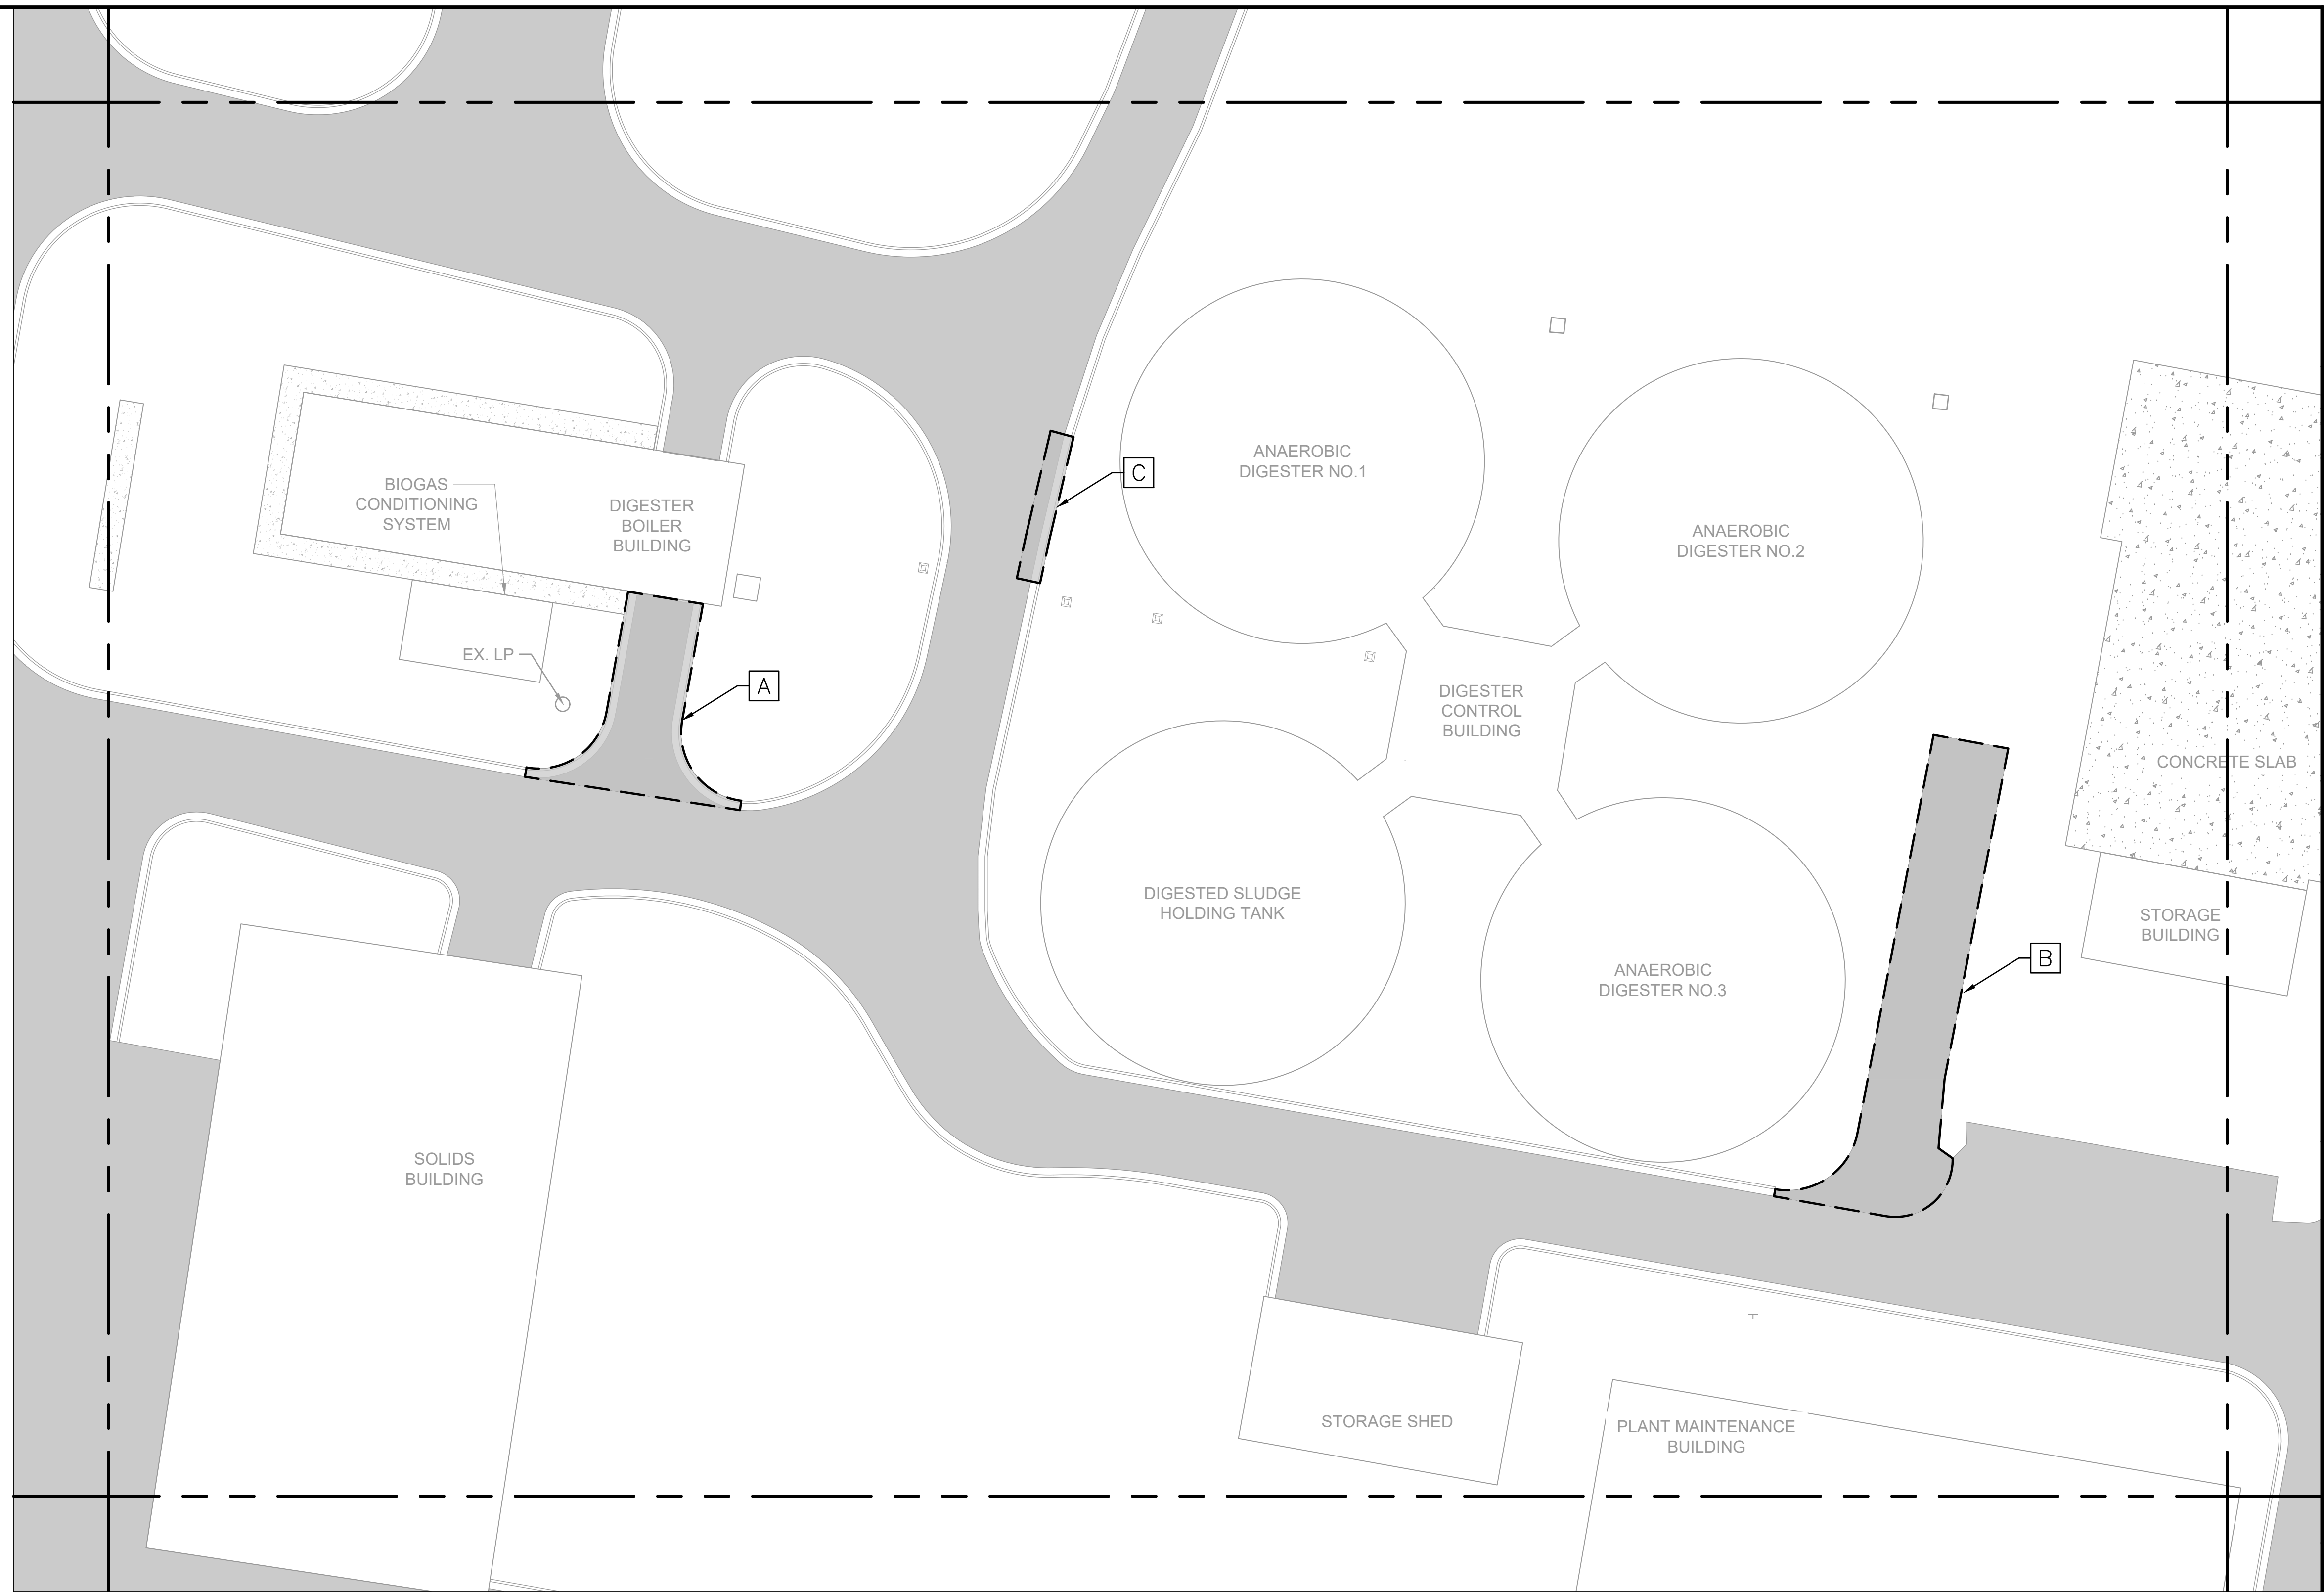 ANAEROBIC
DIGESTER NO.1
C
BIOGAS
CONDITIONING
SYSTEM
DIGESTER
BOILER
BUILDING
ANAEROBIC
DIGESTER NO.2
EX. LP
A
DIGESTER
CONTROL
BUILDING
CONCRETE SLAB
DIGESTED SLUDGE
HOLDING TANK
STORAGE
BUILDING
B
ANAEROBIC
DIGESTER NO.3
SOLIDS
BUILDING
STORAGE SHED
PLANT MAINTENANCE
BUILDING